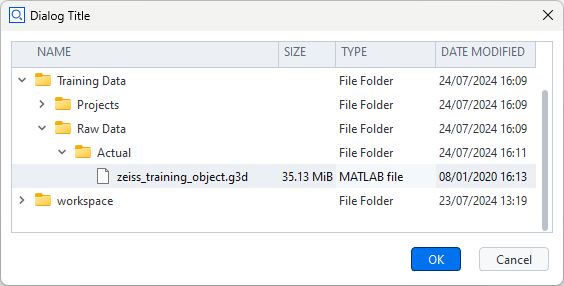 Dialog Title
NAME SIZE TYPE DATE MODIFIED
Training Data File Folder 24/07/2024 16:09
Projects File Folder 24/07/2024 16:09
Raw Data File Folder 24/07/2024 16:09
Actual File Folder 24/07/2024 16:11
zeiss_training_object.g3d 35.13 MiB MATLAB file 08/01/2020 16:13
workspace File Folder 23/07/2024 13:19
OK Cancel